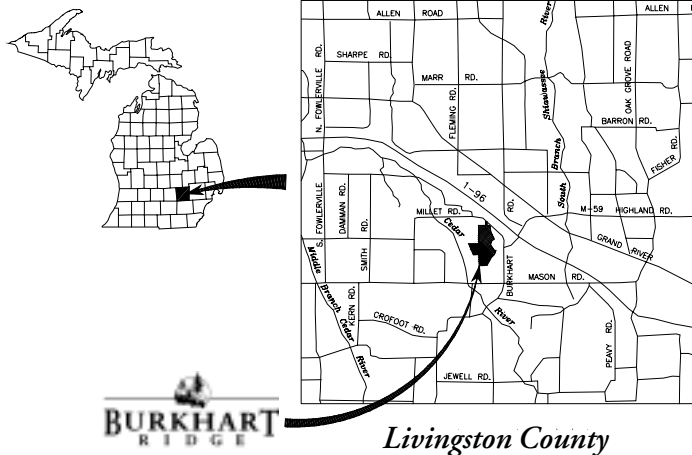 ALLEN ROAD
ALLEN
River
SHARPE RD.
N. FOWLERVILLE RD.
MARR RD.
FLEMING RD.
OAK GROVE ROAD
Shiawassee
BARRON RD.
FISHER RD.
Branch
South
I-96
S. FOWLERVILLE
DAMMAN RD.
SMITH RD.
MILLET RD.
Cedar
RD.
BURKHART
M-59 HIGHLAND RD.
GRAND RIVER
MASON RD.
Middle
Branch
Cedar
River
KERN RD.
CROFOOT RD.
River
PEAVY RD.
JEWELL RD.
BURKHART
RIDGE
Livingston County